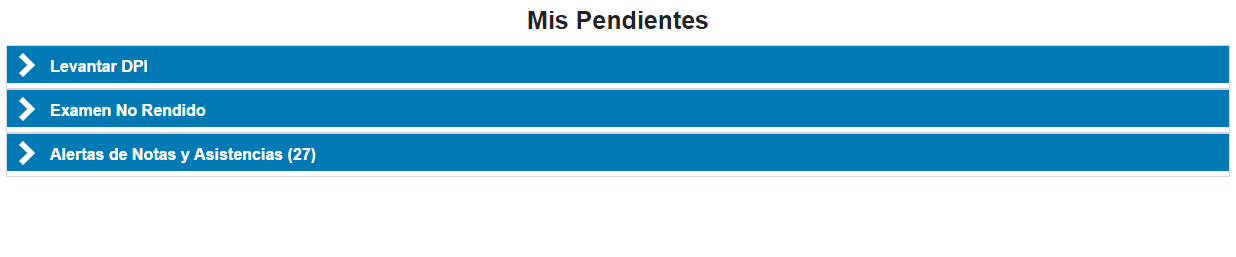 Mis Pendientes
Levantar DPI
Examen No Rendido
Alertas de Notas y Asistencias (27)